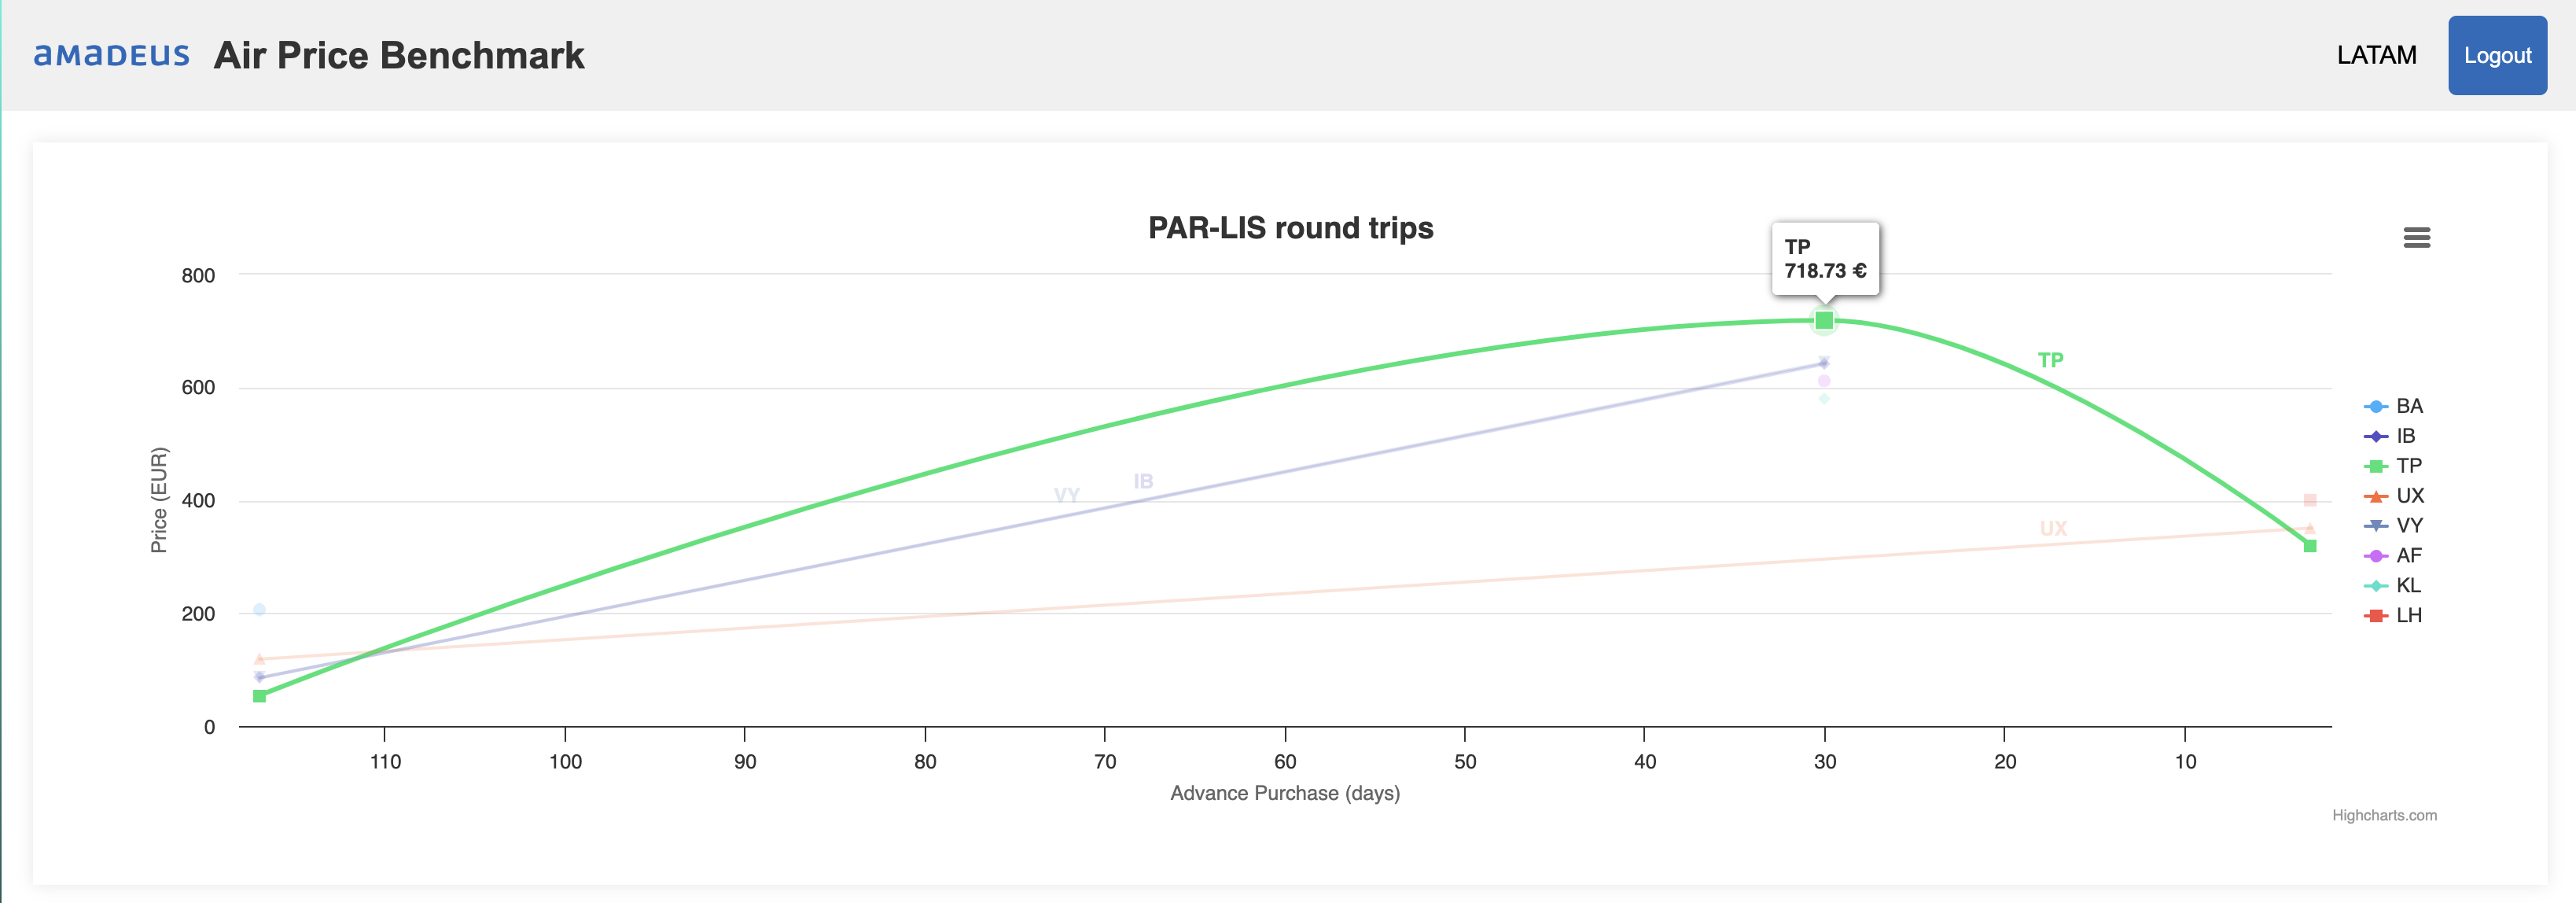 aMaDEUS Air Price Benchmark
LATAM
Logout
PAR-LIS round trips
TP
718.73 €
800
600
400
200
0
Price (EUR)
TP
VY
IB
UX
BA
IB
TP
UX
VY
AF
KL
LH
110 100 90 80 70 60 50 40 30 20 10
Advance Purchase (days)
Highcharts.com